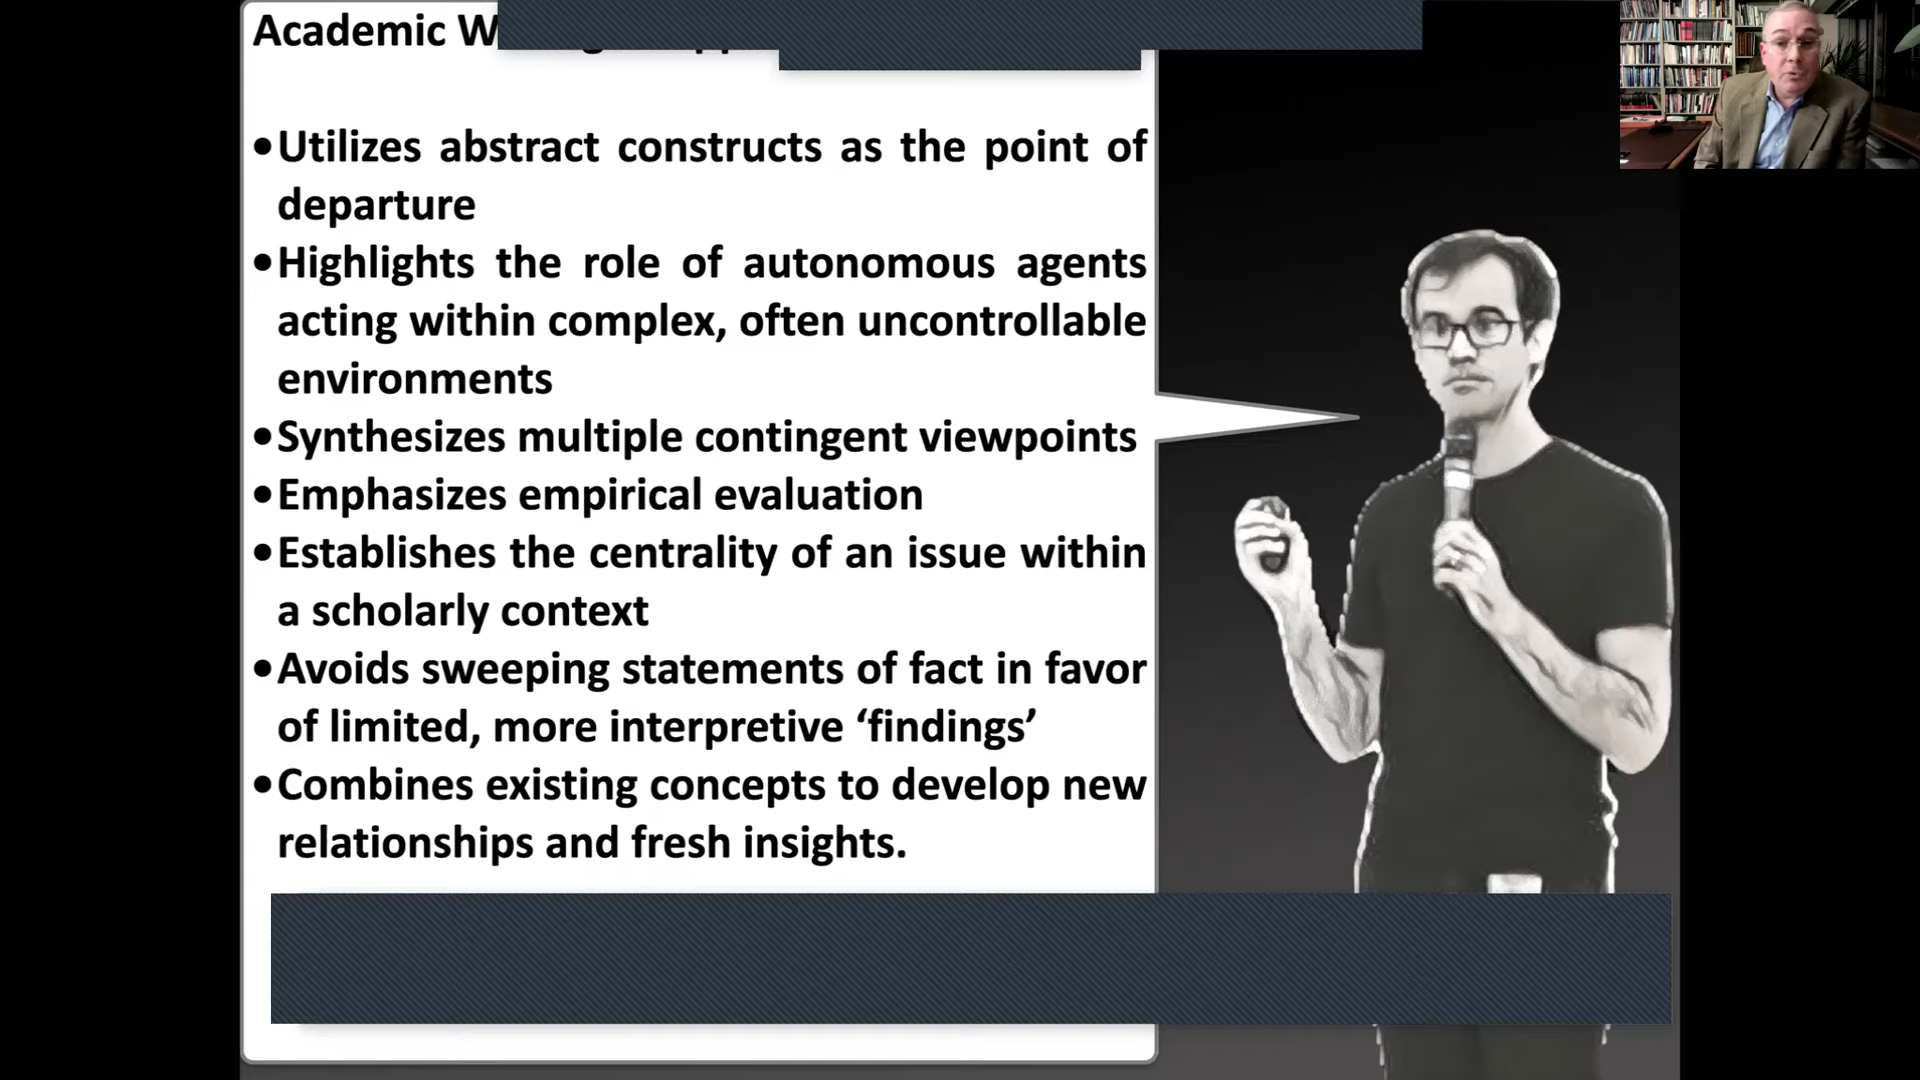 Academic
•Utilizes abstract constructs as the point of
departure
•Highlights the role of autonomous agents
acting within complex, often uncontrollable
environments
•Synthesizes multiple contingent viewpoints
•Emphasizes empirical evaluation
•Establishes the centrality of an issue within
a scholarly context
•Avoids sweeping statements of fact in favor
of limited, more interpretive ‘findings’
•Combines existing concepts to develop new
relationships and fresh insights.